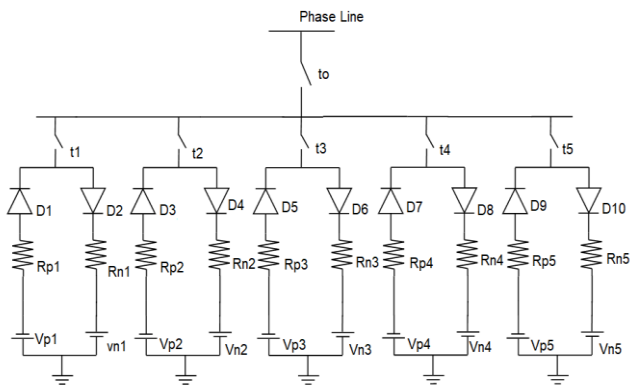 Phase Line
to
t1 t2 t3 t4 t5
D1 D2 D3 D4 D5 D6 D7 D8 D9 D10
Rp1 Rn1 Rp2 Rn2 Rp3 Rn3 Rp4 Rn4 Rp5 Rn5
Vp1 vn1 Vp2 Vn2 Vp3 Vn3 Vp4 Vn4 Vp5 Vn5